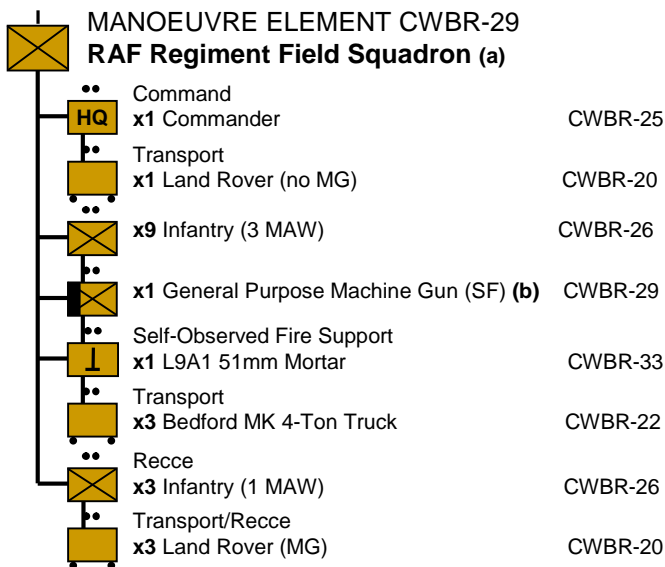 MANOEUVRE ELEMENT CWBR-29
RAF Regiment Field Squadron (a)
Command
HQ x1 Commander CWBR-25
Transport
x1 Land Rover (no MG) CWBR-20
x9 Infantry (3 MAW) CWBR-26
x1 General Purpose Machine Gun (SF) (b) CWBR-29
Self-Observed Fire Support
x1 L9A1 51mm Mortar CWBR-33
Transport
x3 Bedford MK 4-Ton Truck CWBR-22
Recce
x3 Infantry (1 MAW) CWBR-26
Transport/Recce
x3 Land Rover (MG) CWBR-20